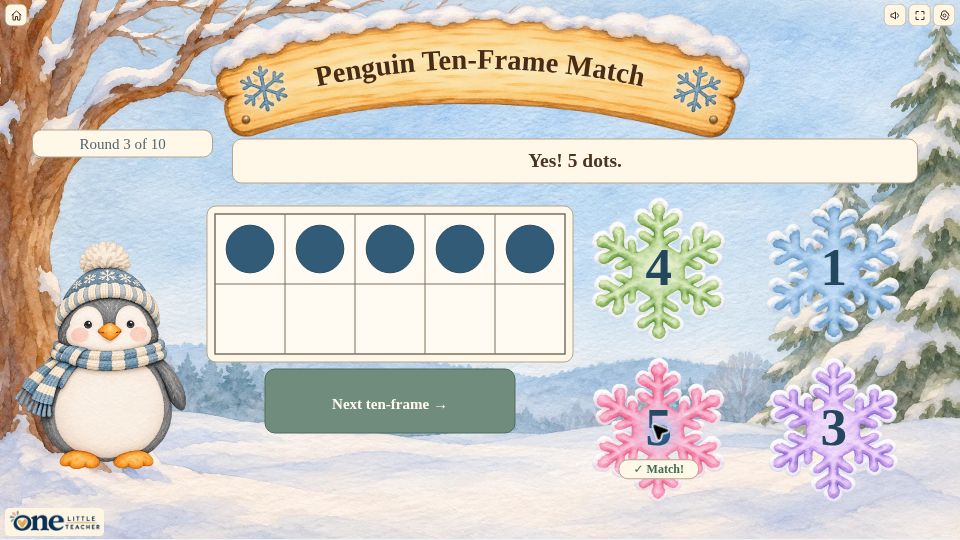 Penguin Ten-Frame Match
Round 3 of 10
Yes! 5 dots.
4
1
5
3
✓ Match!
Next ten-frame →
one LITTLE
TEACHER